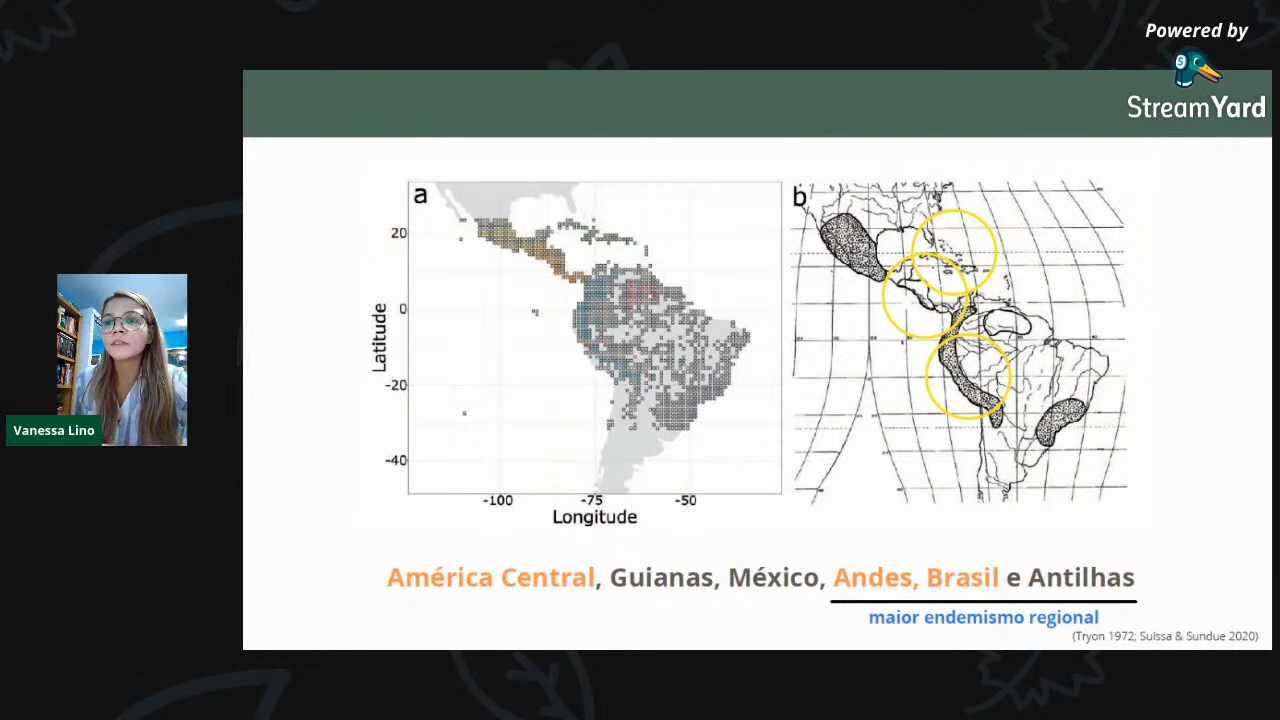 Powered by
StreamYard
a
b
20
0
-20
-40
Latitude
-100
-75
-50
Longitude
Vanessa Lino
América Central, Guianas, México, Andes, Brasil e Antilhas
maior endemismo regional
(Tryon 1972; Suissa & Sundue 2020)